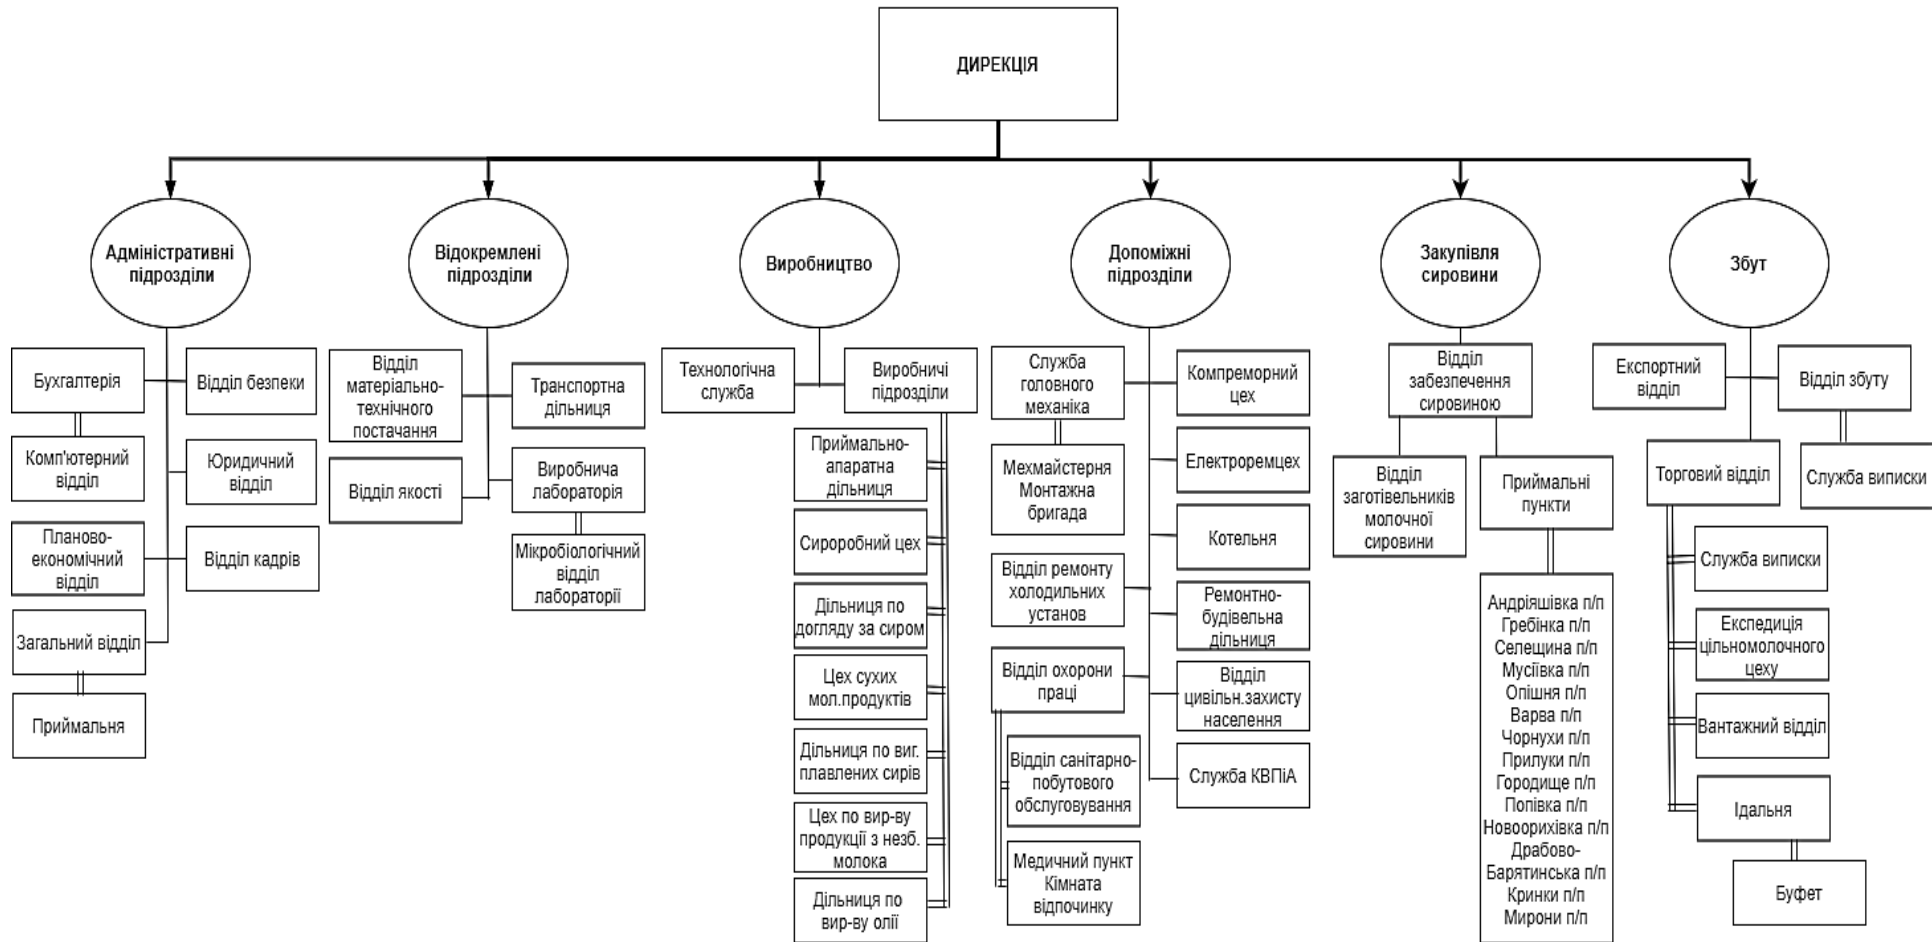 ДИРЕКЦІЯ
Адміністративні
підрозділи
Відокремлені
підрозділи
Виробництво
Допоміжні
підрозділи
Закупівля
сировини
Збут
Бухгалтерія
Відділ безпеки
Комп'ютерний
відділ
Юридичний
відділ
Планово-
економічний
відділ
Відділ кадрів
Загальний відділ
Приймальня
Відділ
матеріально-
технічного
постачання
Транспортна
дільниця
Відділ якості
Виробнича
лабораторія
Мікробіологічний
відділ
лабораторії
Технологічна
служба
Виробничі
підрозділи
Приймально-
апаратна
дільниця
Сироробний цех
Дільниця по
догляду за сиром
Цех сухих
мол.продуктів
Дільниця по виг.
плавлених сирів
Цех по вир-ву
продукції з незб.
молока
Дільниця по
вир-ву олії
Служба
головного
механіка
Компреморний
цех
Мехмайстерня
Монтажна
бригада
Електроремцех
Котельня
Відділ ремонту
холодильних
установ
Ремонтно-
будівельна
дільниця
Відділ охорони
праці
Відділ
цивільн.захисту
населення
Відділ санітарно-
побутового
обслуговування
Служба КВПіА
Медичний пункт
Кімната
відпочинку
Відділ
забезпечення
сировиною
Відділ
заготівельників
молочної
сировини
Приймальні
пункти
Андріяшівка п/п
Гребінка п/п
Селещина п/п
Мусіївка п/п
Опішня п/п
Варва п/п
Чорнухи п/п
Прилуки п/п
Городище п/п
Попівка п/п
Новоорихівка п/п
Драбово-
Барятинська п/п
Кринки п/п
Мирони п/п
Експортний
відділ
Відділ збуту
Торговий відділ
Служба виписки
Служба виписки
Експедиція
цільномолочного
цеху
Вантажний відділ
Їдальня
Буфет